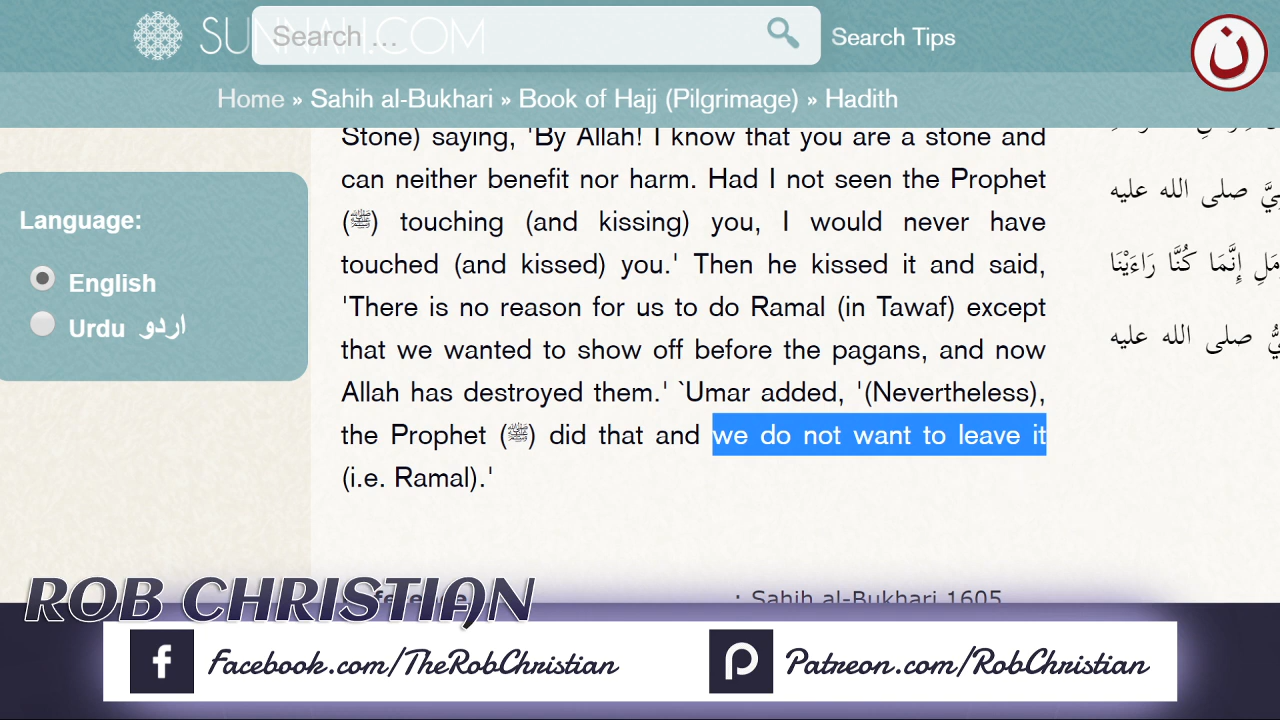 SUNNAH.COM
Search ...
Search Tips
ن
Home » Sahih al-Bukhari » Book of Hajj (Pilgrimage) » Hadith
Stone) saying, 'By Allah! I know that you are a stone and
can neither benefit nor harm. Had I not seen the Prophet
(ﷺ) touching (and kissing) you, I would never have
touched (and kissed) you.' Then he kissed it and said,
'There is no reason for us to do Ramal (in Tawaf) except
that we wanted to show off before the pagans, and now
Allah has destroyed them.' `Umar added, '(Nevertheless),
the Prophet (ﷺ) did that and we do not want to leave it
(i.e. Ramal).'
Language:
English
Urdu اردو
صلى الله عليه
إِنَّمَا كُنَّا رَاءَيْنَا
صلى الله عليه
: Sahih al-Bukhari 1605
ROB CHRISTIAN
Facebook.com/TheRobChristian
Patreon.com/RobChristian